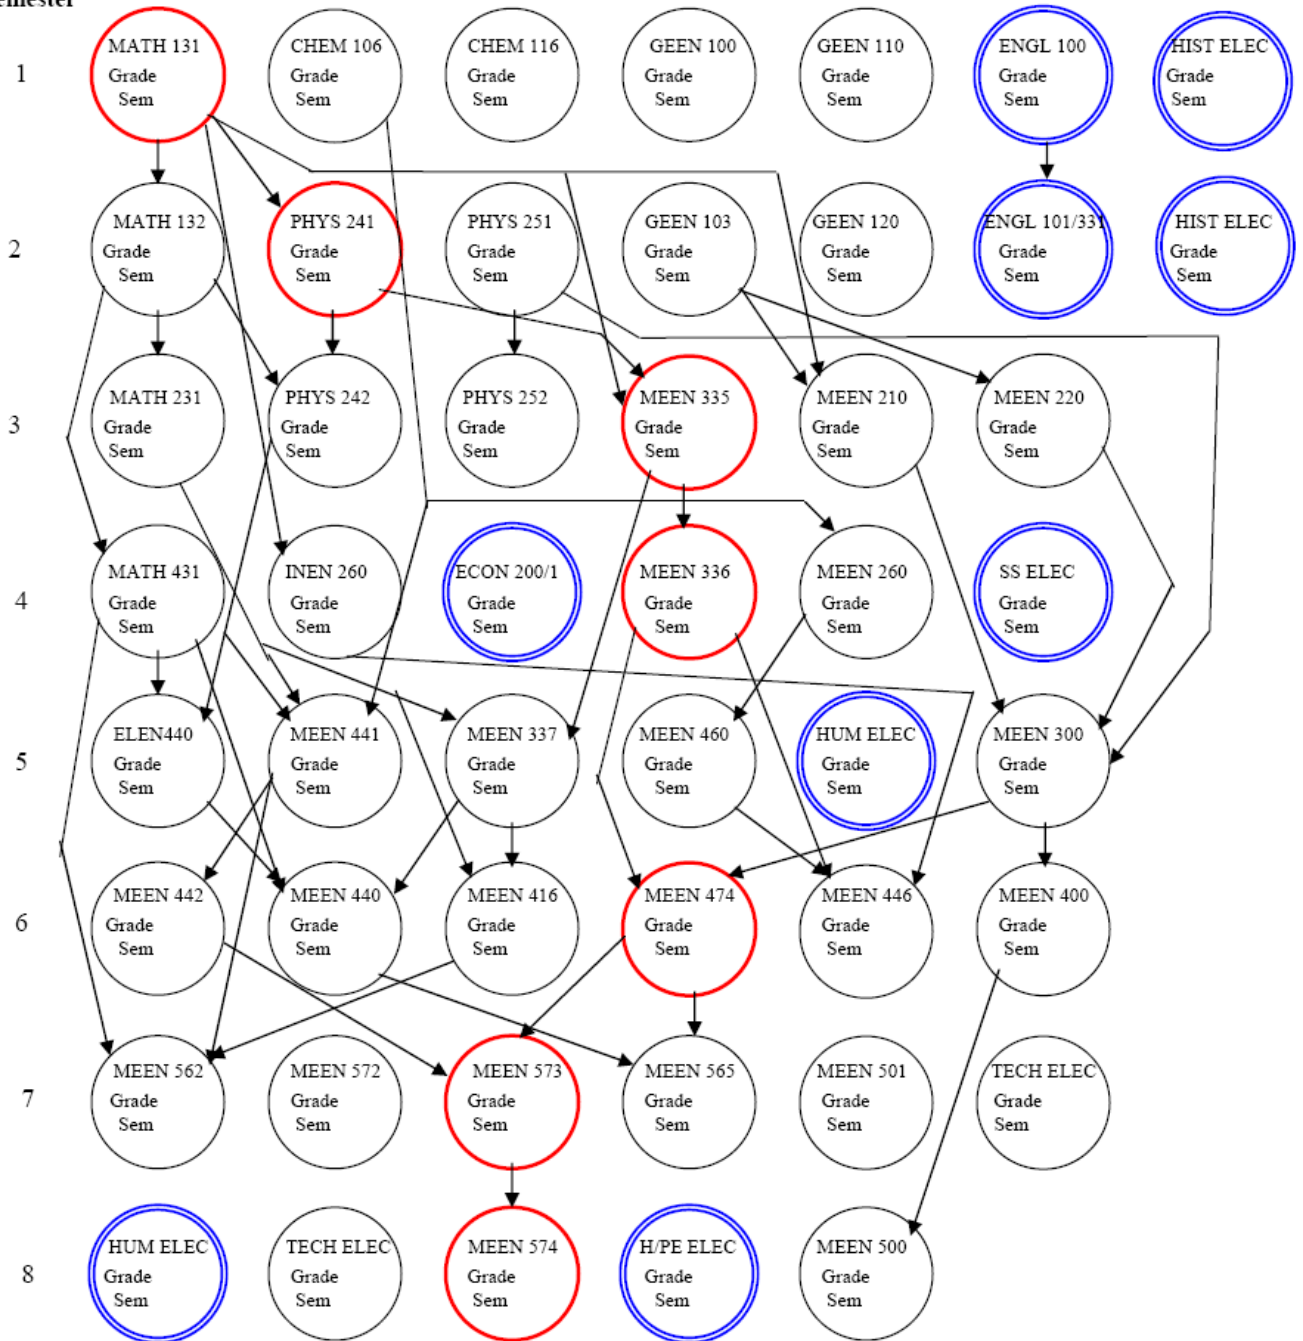 1
MATH 131
Grade
Sem
CHEM 106
Grade
Sem
CHEM 116
Grade
Sem
GEEN 100
Grade
Sem
GEEN 110
Grade
Sem
ENGL 100
Grade
Sem
HIST ELEC
Grade
Sem
2
MATH 132
Grade
Sem
PHYS 241
Grade
Sem
PHYS 251
Grade
Sem
GEEN 103
Grade
Sem
GEEN 120
Grade
Sem
ENGL 101/331
Grade
Sem
HIST ELEC
Grade
Sem
3
MATH 231
Grade
Sem
PHYS 242
Grade
Sem
PHYS 252
Grade
Sem
MEEN 335
Grade
Sem
MEEN 210
Grade
Sem
MEEN 220
Grade
Sem
4
MATH 431
Grade
Sem
INEN 260
Grade
Sem
ECON 200/1
Grade
Sem
MEEN 336
Grade
Sem
MEEN 260
Grade
Sem
SS ELEC
Grade
Sem
5
ELEN440
Grade
Sem
MEEN 441
Grade
Sem
MEEN 337
Grade
Sem
MEEN 460
Grade
Sem
HUM ELEC
Grade
Sem
MEEN 300
Grade
Sem
6
MEEN 442
Grade
Sem
MEEN 440
Grade
Sem
MEEN 416
Grade
Sem
MEEN 474
Grade
Sem
MEEN 446
Grade
Sem
MEEN 400
Grade
Sem
7
MEEN 562
Grade
Sem
MEEN 572
Grade
Sem
MEEN 573
Grade
Sem
MEEN 565
Grade
Sem
MEEN 501
Grade
Sem
TECH ELEC
Grade
Sem
8
HUM ELEC
Grade
Sem
TECH ELEC
Grade
Sem
MEEN 574
Grade
Sem
H/PE ELEC
Grade
Sem
MEEN 500
Grade
Sem